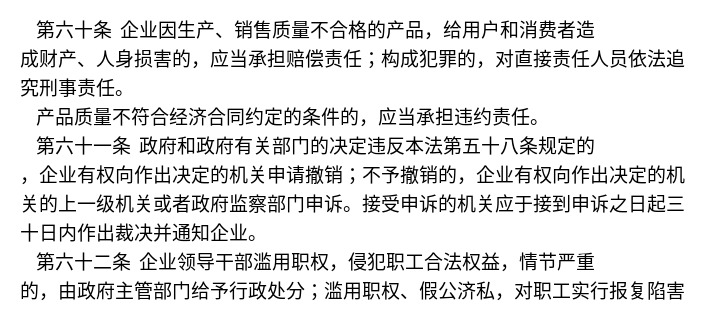 第六十条 企业因生产、销售质量不合格的产品，给用户和消费者造
成财产、人身损害的，应当承担赔偿责任；构成犯罪的，对直接责任人员依法追
究刑事责任。
产品质量不符合经济合同约定的条件的，应当承担违约责任。
第六十一条 政府和政府有关部门的决定违反本法第五十八条规定的
，企业有权向作出决定的机关申请撤销；不予撤销的，企业有权向作出决定的机
关的上一级机关或者政府监察部门申诉。接受申诉的机关应于接到申诉之日起三
十日内作出裁决并通知企业。
第六十二条 企业领导干部滥用职权，侵犯职工合法权益，情节严重
的，由政府主管部门给予行政处分；滥用职权、假公济私，对职工实行报复陷害